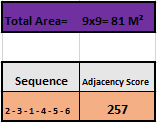 Total Area= 9x9= 81 M²
Sequence Adjacency Score
2 - 3 - 1 - 4 - 5 - 6 257